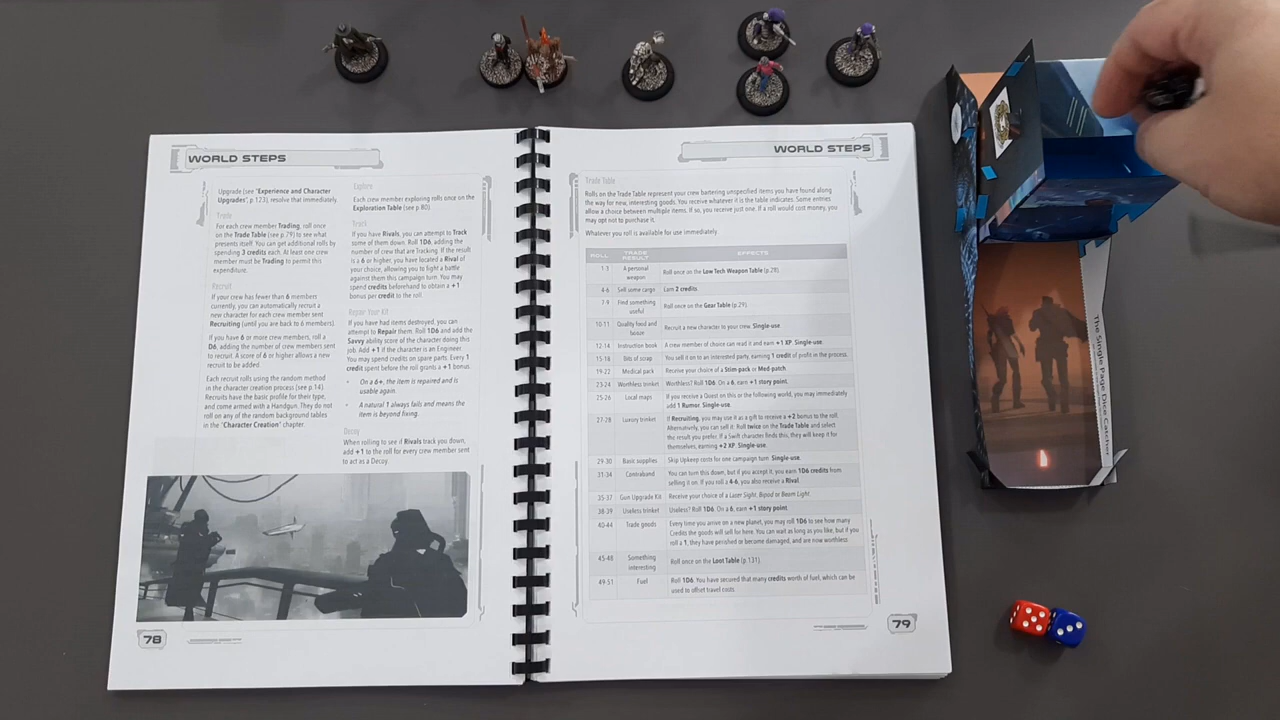 WORLD STEPS
Upgrade (see "Experience and Character
Upgrades", p.123), resolve that immediately.
Trade
For each crew member Trading, roll once
on the Trade Table (see p.79) to see what
presents itself. You can get additional rolls by
spending 3 credits each. At least one crew
member must be Trading to permit this
expenditure.
Recruit
If your crew has fewer than 6 members
currently, you can automatically recruit a
new character for each crew member sent
Recruiting (until you are back to 6 members).
If you have 6 or more crew members, roll a
D6, adding the number of crew members sent
to recruit. A score of 6 or higher allows a new
recruit to be added.
Each recruit rolls using the random method
in the character creation process (see p.14).
Recruits have the basic profile for their type,
and come armed with a Handgun. They do not
roll on any of the random background tables
in the "Character Creation" chapter.
Explore
Each crew member exploring rolls once on the
Exploration Table (see p.80).
Track
If you have Rivals, you can attempt to Track
some of them down. Roll 1D6, adding the
number of crew that are Tracking. If the result
is a 6 or higher, you have located a Rival of
your choice, allowing you to fight a battle
against them this campaign turn. You may
spend credits beforehand to obtain a +1
bonus per credit to the roll.
Repair Your Kit
If you have had items destroyed, you can
attempt to Repair them. Roll 1D6 and add the
Savvy ability score of the character doing this
job. Add +1 if the character is an Engineer.
You may spend credits on spare parts. Every 1
credit spent before the roll grants a +1 bonus.
• On a 6+, the item is repaired and is
usable again.
• A natural 1 always fails and means the
item is beyond fixing.
Decoy
When rolling to see if Rivals track you down,
add +1 to the roll for every crew member sent
to act as a Decoy.
78
WORLD STEPS
Trade Table
Rolls on the Trade Table represent your crew bartering unspecified items you have found along
the way for new, interesting goods. You receive whatever it is the table indicates. Some entries
allow a choice between multiple items. If so, you receive just one. If a roll would cost money, you
may opt not to purchase it.
Whatever you roll is available for use immediately.
ROLL TRADE RESULT EFFECTS
1-3 A personal weapon Roll once on the Low Tech Weapon Table (p.28).
4-6 Sell some cargo Earn 2 credits.
7-9 Find something useful Roll once on the Gear Table (p.29).
10-11 Quality food and booze Recruit a new character to your crew. Single-use.
12-14 Instruction book A crew member of choice can read it and earn +1 XP. Single-use.
15-18 Bits of scrap You sell it on to an interested party, earning 1 credit of profit in the process.
19-22 Medical pack Receive your choice of a Stim-pack or Med-patch
23-24 Worthless trinket Worthless? Roll 1D6. On a 6, earn +1 story point.
25-26 Local maps If you receive a Quest on this or the following world, you may immediately
add 1 Rumor. Single-use.
27-28 Luxury trinket If Recruiting, you may use it as a gift to receive a +2 bonus to the roll.
Alternatively, you can sell it: Roll twice on the Trade Table and select
the result you prefer. If a Swift character finds this, they will keep it for
themselves, earning +2 XP. Single-use.
29-30 Basic supplies Skip Upkeep costs for one campaign turn. Single-use.
31-34 Contraband You can turn this down, but if you accept it, you earn 1D6 credits from
selling it on. If you roll a 4-6, you also receive a Rival.
35-37 Gun Upgrade Kit Receive your choice of a Laser Sight, Bipod or Beam Light.
38-39 Useless trinket Useless? Roll 1D6. On a 6, earn +1 story point.
40-44 Trade goods Every time you arrive on a new planet, you may roll 1D6 to see how many
Credits the goods will sell for here. You can wait as long as you like, but if you
roll a 1, they have perished or become damaged, and are now worthless
45-48 Something interesting Roll once on the Loot Table (p.131).
49-51 Fuel Roll 1D6. You have secured that many credits worth of fuel, which can be
used to offset travel costs.
79
The Single Page Dice Catcher